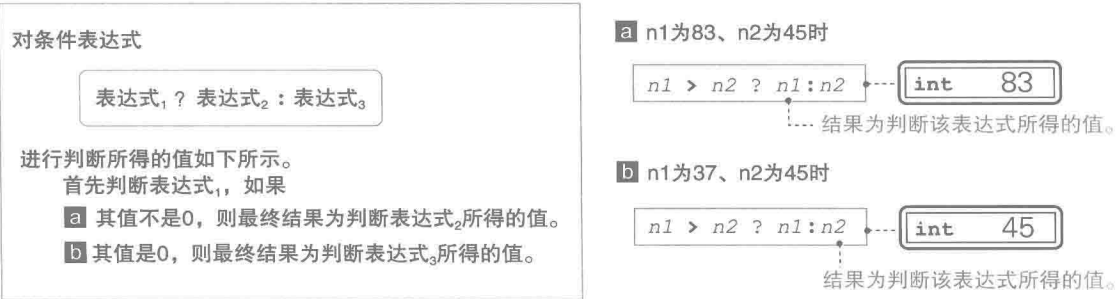 对条件表达式
表达式₁ ? 表达式₂ : 表达式₃
进行判断所得的值如下所示。
首先判断表达式₁，如果
a 其值不是0，则最终结果为判断表达式₂所得的值。
b 其值是0，则最终结果为判断表达式₃所得的值。
a n1为83、n2为45时
n1 > n2 ? n1:n2 int 83
结果为判断该表达式所得的值。
b n1为37、n2为45时
n1 > n2 ? n1:n2 int 45
结果为判断该表达式所得的值。